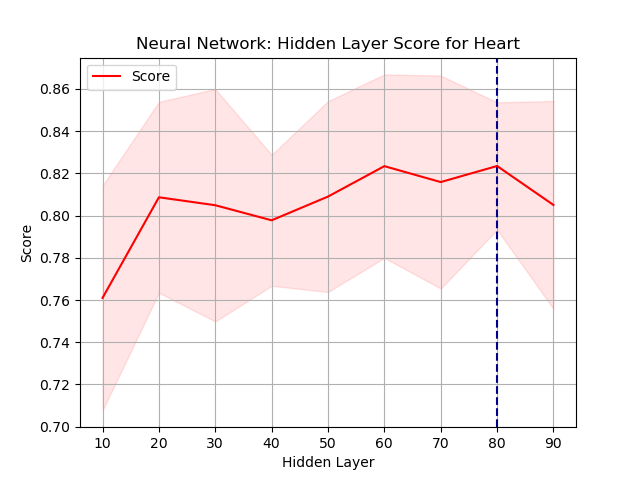 Neural Network: Hidden Layer Score for Heart
Score
0.86
0.84
0.82
0.80
0.78
0.76
0.74
0.72
0.70
Score
10 20 30 40 50 60 70 80 90
Hidden Layer